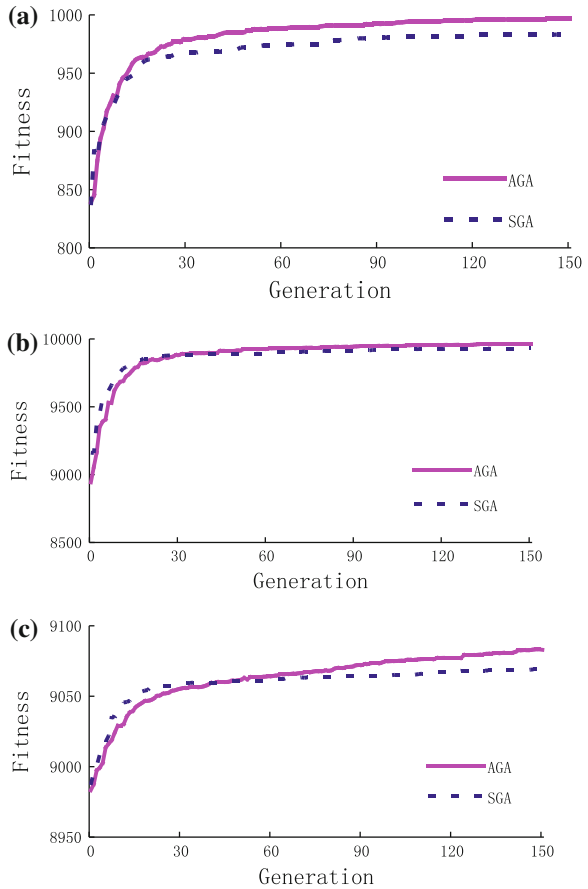 (a)
1000
950
900
850
800
Fitness
0 30 60 90 120 150
Generation
AGA
SGA
(b)
10000
9500
9000
8500
Fitness
0 30 60 90 120 150
Generation
AGA
SGA
(c)
9100
9050
9000
8950
Fitness
0 30 60 90 120 150
Generation
AGA
SGA